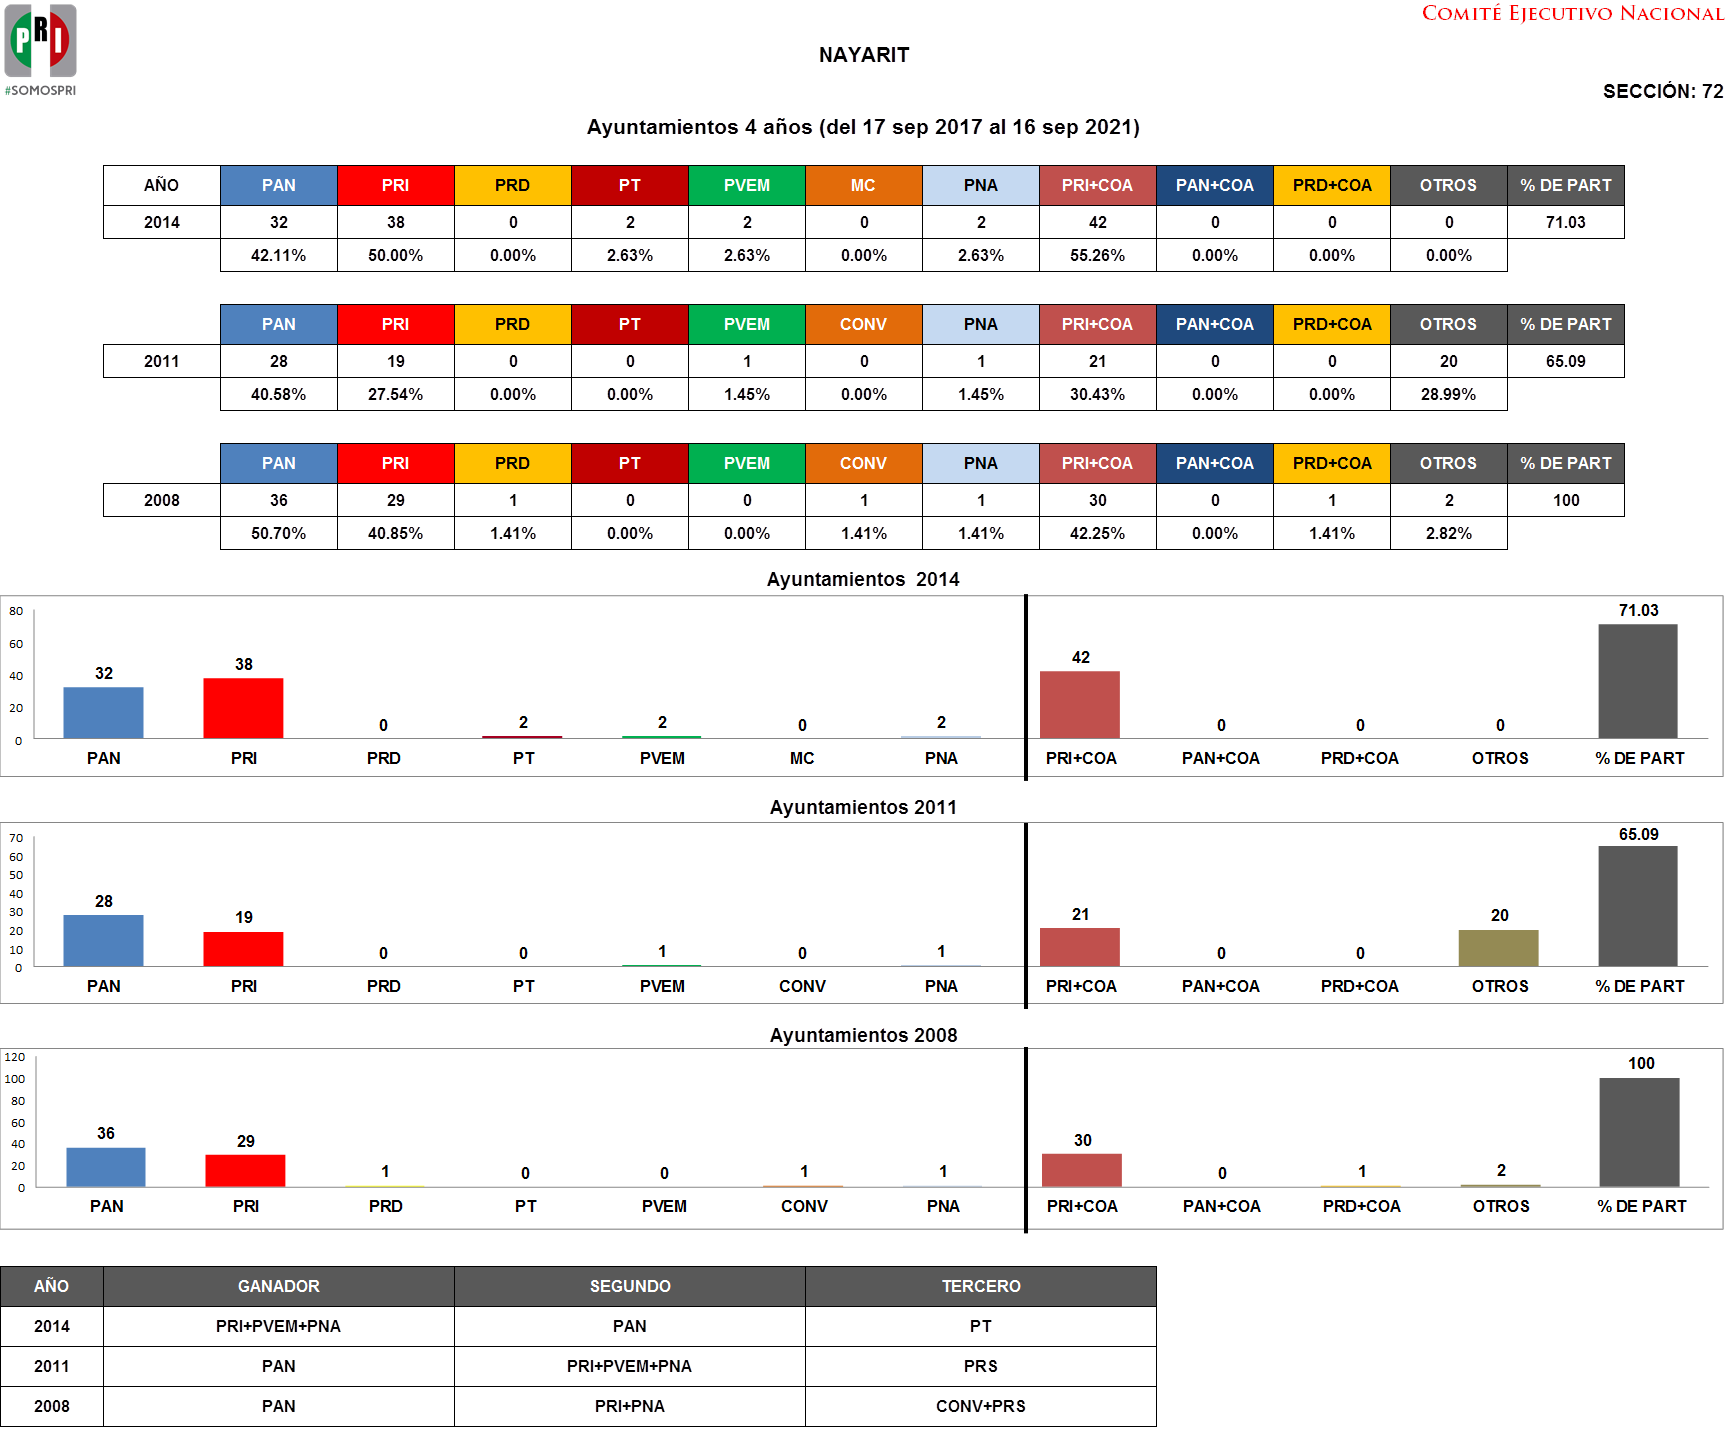 COMITÉ EJECUTIVO NACIONAL
PRI
#SOMOSPRI
NAYARIT
SECCIÓN: 72
Ayuntamientos 4 años (del 17 sep 2017 al 16 sep 2021)
AÑO PAN PRI PRD PT PVEM MC PNA PRI+COA PAN+COA PRD+COA OTROS % DE PART
2014 32 38 0 2 2 0 2 42 0 0 0 71.03
42.11% 50.00% 0.00% 2.63% 2.63% 0.00% 2.63% 55.26% 0.00% 0.00% 0.00%
PAN PRI PRD PT PVEM CONV PNA PRI+COA PAN+COA PRD+COA OTROS % DE PART
2011 28 19 0 0 1 0 1 21 0 0 20 65.09
40.58% 27.54% 0.00% 0.00% 1.45% 0.00% 1.45% 30.43% 0.00% 0.00% 28.99%
PAN PRI PRD PT PVEM CONV PNA PRI+COA PAN+COA PRD+COA OTROS % DE PART
2008 36 29 1 0 0 1 1 30 0 1 2 100
50.70% 40.85% 1.41% 0.00% 0.00% 1.41% 1.41% 42.25% 0.00% 1.41% 2.82%
Ayuntamientos 2014
80
60
40
20
0
32 38 0 2 2 0 2 42 0 0 0 71.03
PAN PRI PRD PT PVEM MC PNA PRI+COA PAN+COA PRD+COA OTROS % DE PART
Ayuntamientos 2011
70
60
50
40
30
20
10
0
28 19 0 0 1 0 1 21 0 0 20 65.09
PAN PRI PRD PT PVEM CONV PNA PRI+COA PAN+COA PRD+COA OTROS % DE PART
Ayuntamientos 2008
120
100
80
60
40
20
0
36 29 1 0 0 1 1 30 0 1 2 100
PAN PRI PRD PT PVEM CONV PNA PRI+COA PAN+COA PRD+COA OTROS % DE PART
AÑO GANADOR SEGUNDO TERCERO
2014 PRI+PVEM+PNA PAN PT
2011 PAN PRI+PVEM+PNA PRS
2008 PAN PRI+PNA CONV+PRS